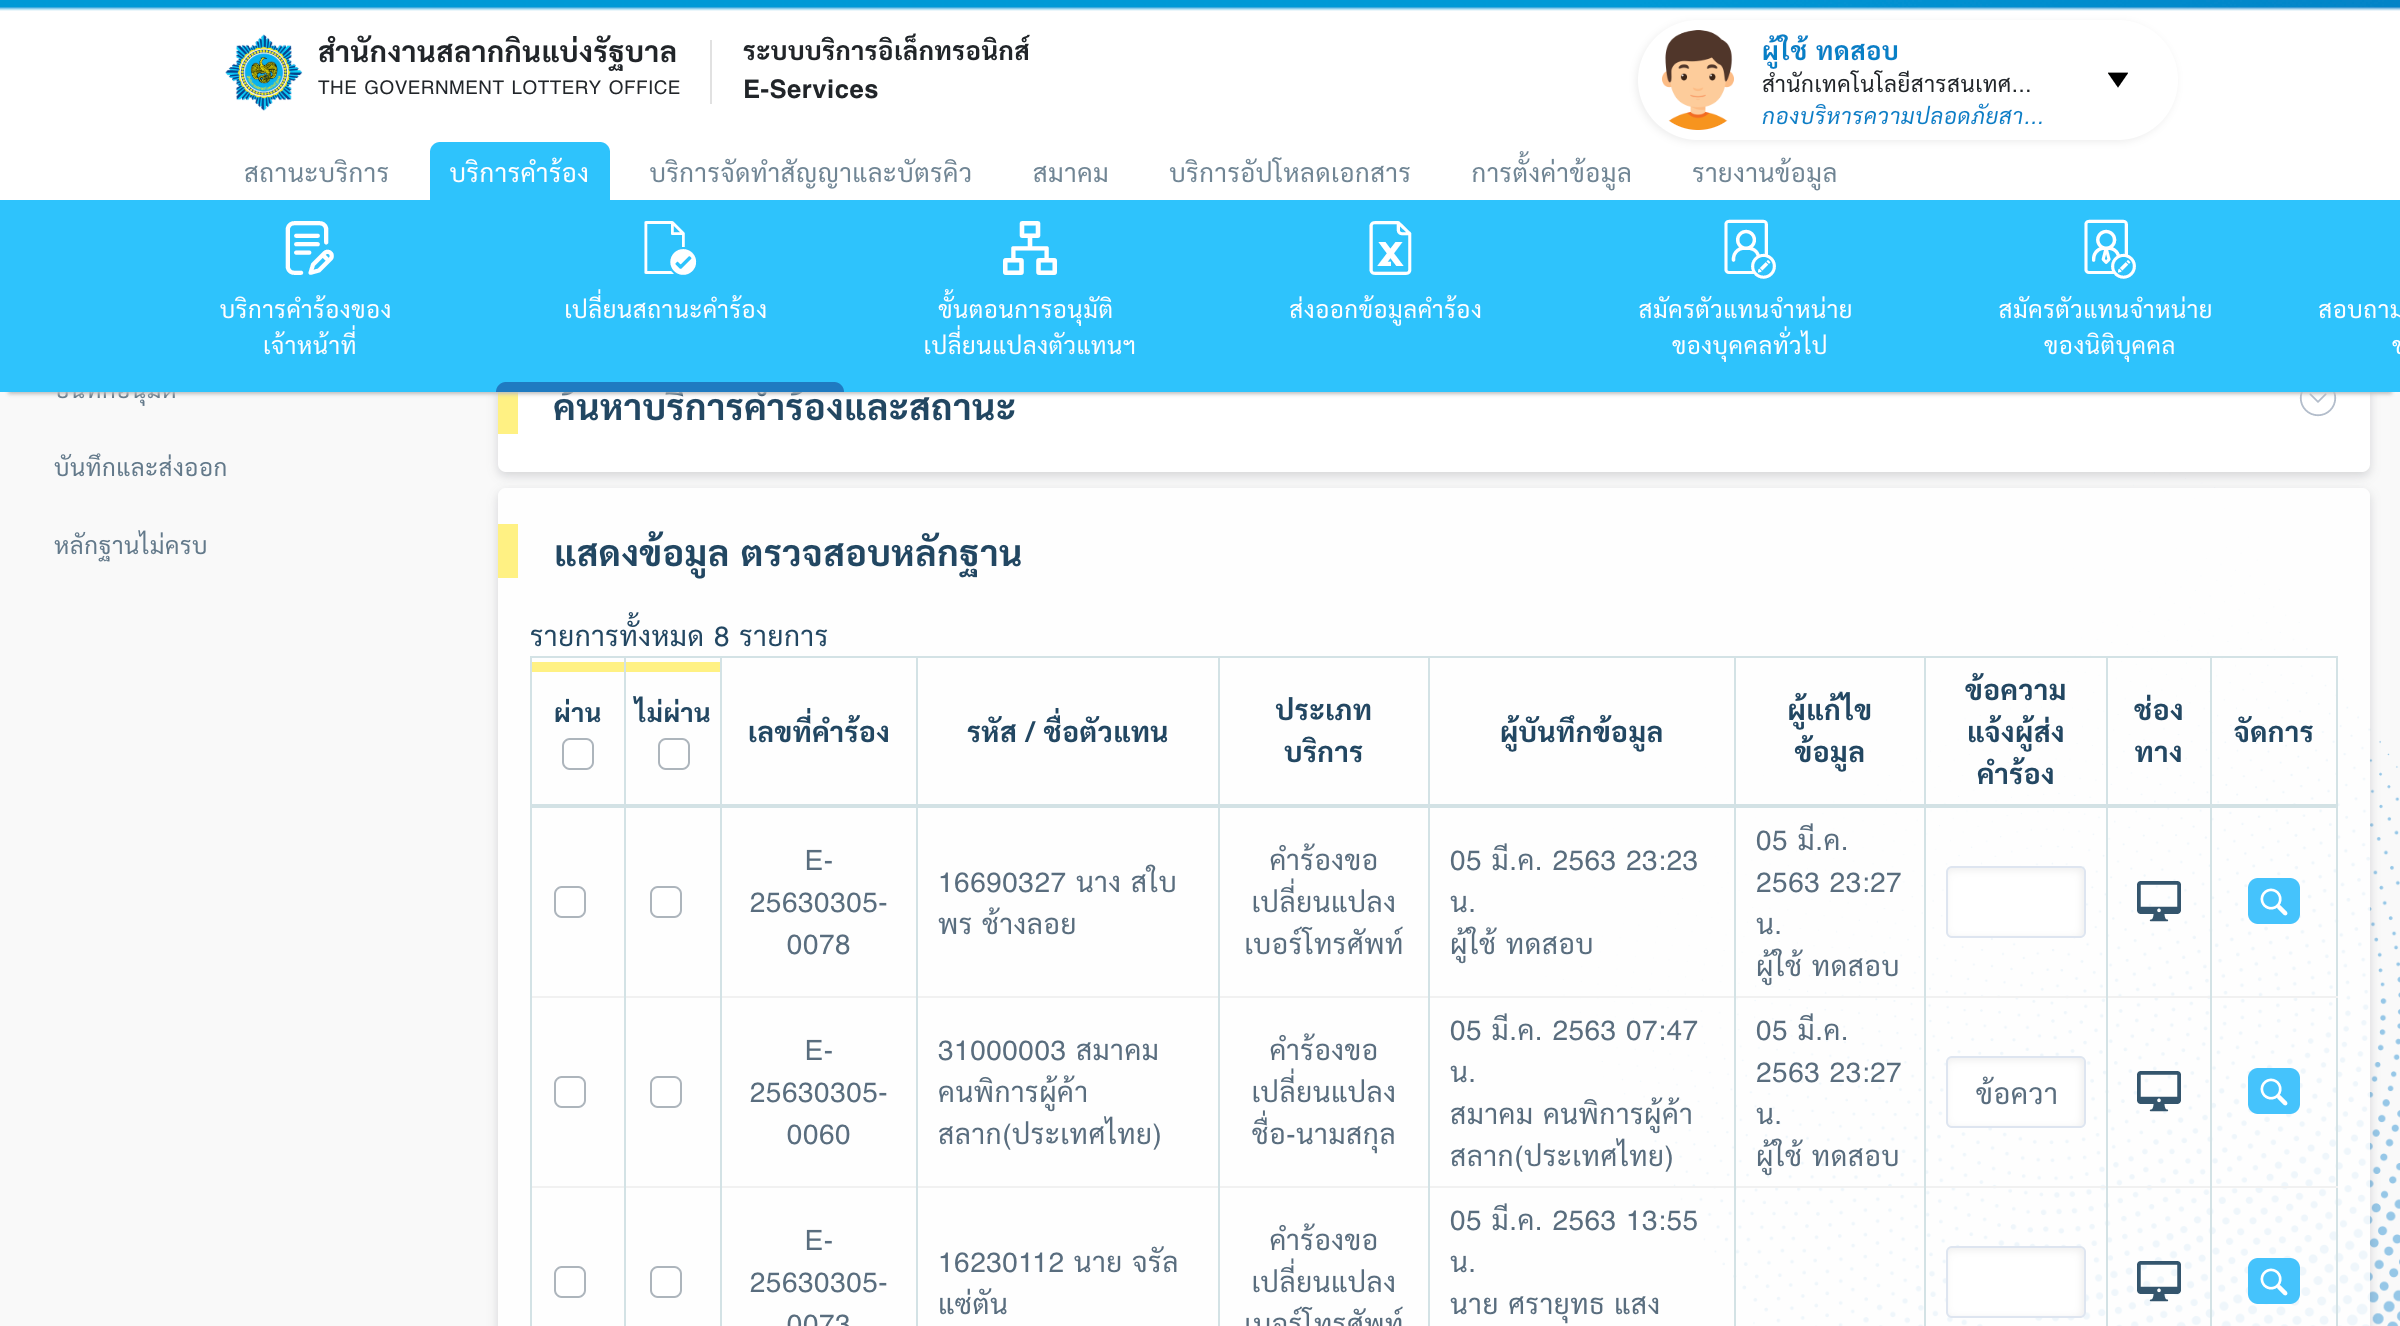 สำนักงานสลากกินแบ่งรัฐบาล
THE GOVERNMENT LOTTERY OFFICE
ระบบบริการอิเล็กทรอนิกส์
E-Services
ผู้ใช้ ทดสอบ
สำนักเทคโนโลยีสารสนเทศ...
กองบริหารความปลอดภัยสา...
สถานะบริการ
บริการคำร้อง
บริการจัดทำสัญญาและบัตรคิว
สมาคม
บริการอัปโหลดเอกสาร
การตั้งค่าข้อมูล
รายงานข้อมูล
บริการคำร้องของ
เจ้าหน้าที่
เปลี่ยนสถานะคำร้อง
ขั้นตอนการอนุมัติ
เปลี่ยนแปลงตัวแทนฯ
ส่งออกข้อมูลคำร้อง
สมัครตัวแทนจำหน่าย
ของบุคคลทั่วไป
สมัครตัวแทนจำหน่าย
ของนิติบุคคล
สอบถาม
บันทึกและส่งออก
หลักฐานไม่ครบ
ค้นหาบริการคำร้องและสถานะ
แสดงข้อมูล ตรวจสอบหลักฐาน
รายการทั้งหมด 8 รายการ
ผ่าน
ไม่ผ่าน
เลขที่คำร้อง
รหัส / ชื่อตัวแทน
ประเภท
บริการ
ผู้บันทึกข้อมูล
ผู้แก้ไข
ข้อมูล
ข้อความ
แจ้งผู้ส่ง
คำร้อง
ช่อง
ทาง
จัดการ
E-
25630305-
0078
16690327 นาง สใบ
พร ช้างลอย
คำร้องขอ
เปลี่ยนแปลง
เบอร์โทรศัพท์
05 มี.ค. 2563 23:23
น.
ผู้ใช้ ทดสอบ
05 มี.ค.
2563 23:27
น.
ผู้ใช้ ทดสอบ
E-
25630305-
0060
31000003 สมาคม
คนพิการผู้ค้า
สลาก(ประเทศไทย)
คำร้องขอ
เปลี่ยนแปลง
ชื่อ-นามสกุล
05 มี.ค. 2563 07:47
น.
สมาคม คนพิการผู้ค้า
สลาก(ประเทศไทย)
05 มี.ค.
2563 23:27
น.
ผู้ใช้ ทดสอบ
ข้อควา
E-
25630305-
0073
16230112 นาย จรัล
แซ่ตัน
คำร้องขอ
เปลี่ยนแปลง
เบอร์โทรศัพท์
05 มี.ค. 2563 13:55
น.
นาย ศรายุทธ แสง